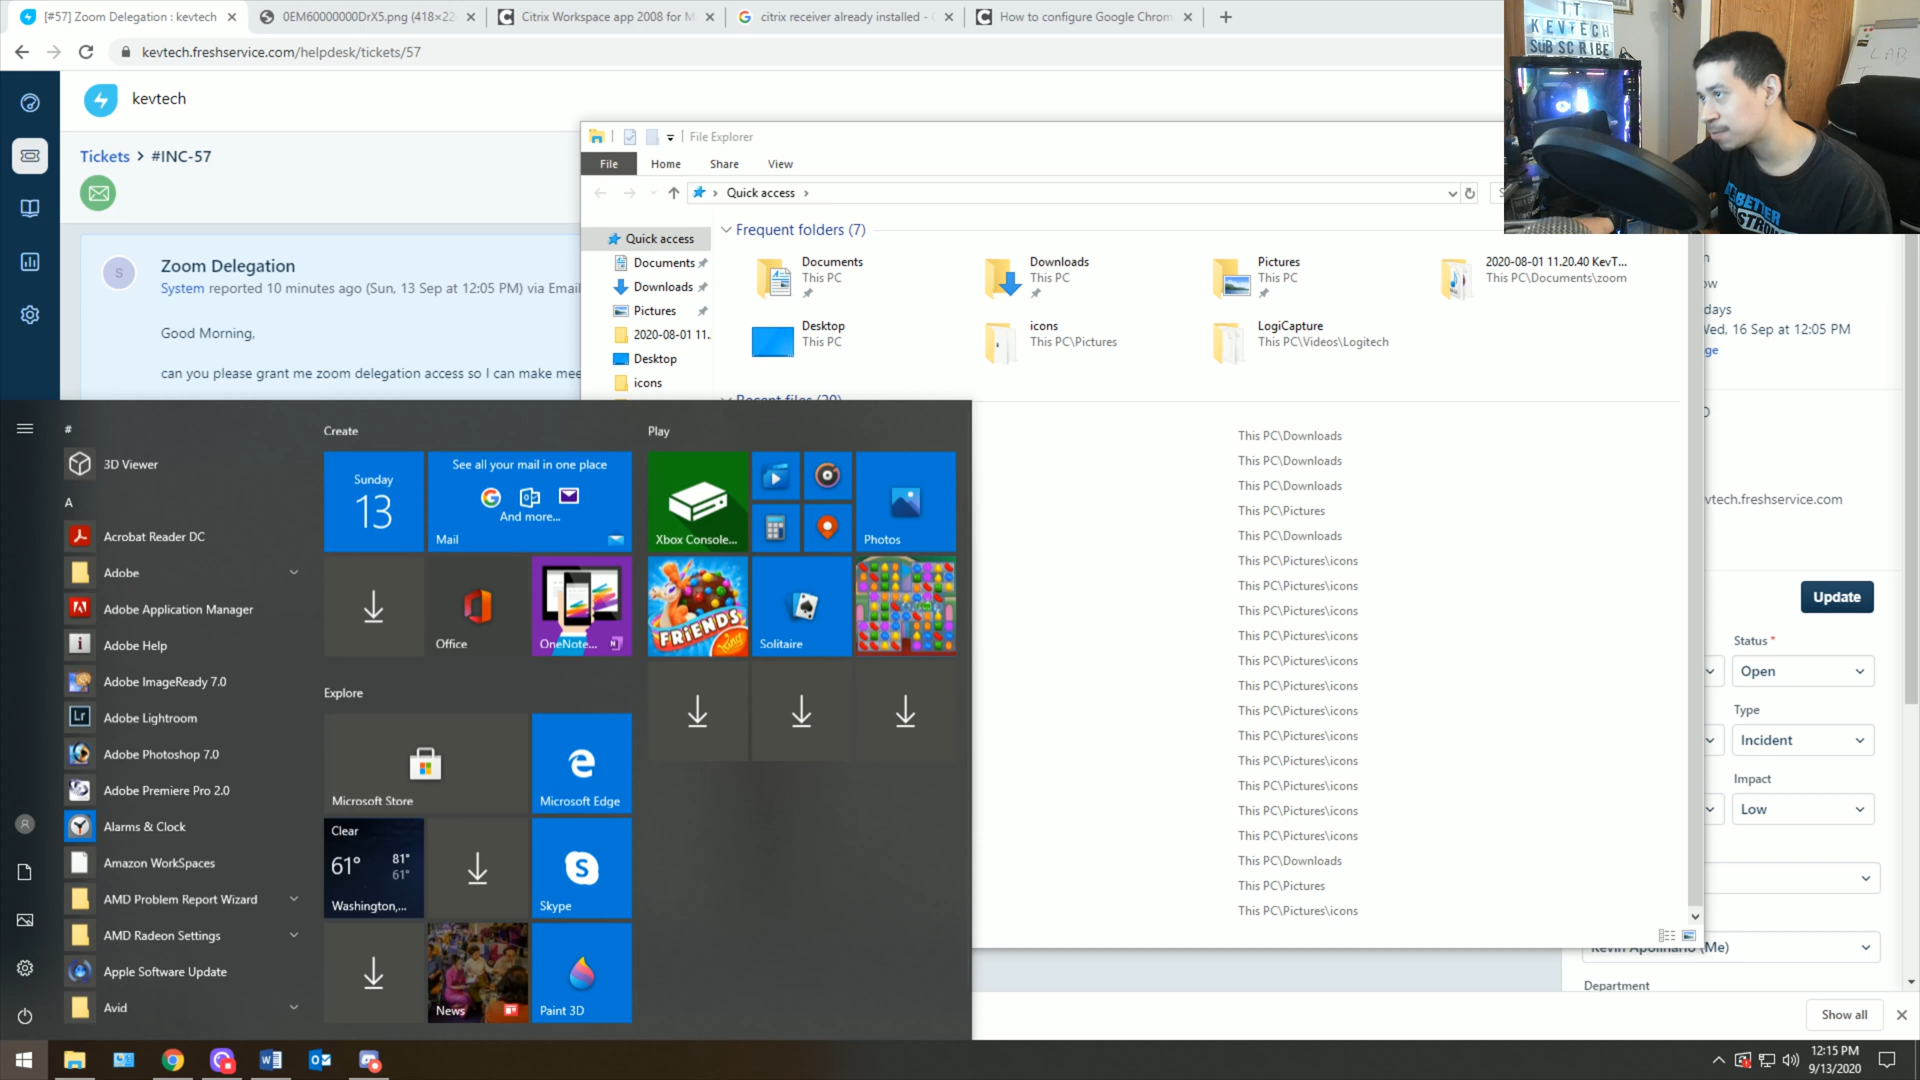 [#57] Zoom Delegation : kevtech
0EM60000000DrX5.png (418×22
Citrix Workspace app 2008 for M
citrix receiver already installed -
How to configure Google Chrom
kevtech.freshservice.com/helpdesk/tickets/57
kevtech
Tickets > #INC-57
S
Zoom Delegation
System reported 10 minutes ago (Sun, 13 Sep at 12:05 PM) via Email
Good Morning,
can you please grant me zoom delegation access so I can make mee
File Explorer
File
Home
Share
View
Quick access
Quick access
Documents
Downloads
Pictures
2020-08-01 11..
Desktop
icons
Frequent folders (7)
Documents
This PC
Downloads
This PC
Pictures
This PC
2020-08-01 11.20.40 KevT...
This PC\Documents\zoom
Desktop
This PC
icons
This PC\Pictures
LogiCapture
This PC\Videos\Logitech
Recent files (20)
This PC\Downloads
This PC\Downloads
This PC\Downloads
This PC\Pictures
This PC\Downloads
This PC\Pictures\icons
This PC\Pictures\icons
This PC\Pictures\icons
This PC\Pictures\icons
This PC\Pictures\icons
This PC\Pictures\icons
This PC\Pictures\icons
This PC\Pictures\icons
This PC\Pictures\icons
This PC\Pictures\icons
This PC\Pictures\icons
This PC\Pictures\icons
This PC\Downloads
This PC\Pictures
This PC\Pictures\icons
#
3D Viewer
A
Acrobat Reader DC
Adobe
Adobe Application Manager
Adobe Help
Adobe ImageReady 7.0
Adobe Lightroom
Adobe Photoshop 7.0
Adobe Premiere Pro 2.0
Alarms & Clock
Amazon WorkSpaces
AMD Problem Report Wizard
AMD Radeon Settings
Apple Software Update
Avid
Create
Sunday
13
See all your mail in one place
And more...
Mail
Office
OneNote...
Explore
Microsoft Store
Microsoft Edge
Clear
61°
81°
61°
Washington,...
Skype
News
Paint 3D
Play
Xbox Console...
Photos
FRIENDS
King
Solitaire
I T
KEVTECH
SUBSCRIBE
LAB
BETTER
STRO
days
Wed, 16 Sep at 12:05 PM
vtech.freshservice.com
Update
Status *
Open
Type
Incident
Impact
Low
Kevin Apolinario (Me)
Department
Show all
12:15 PM
9/13/2020